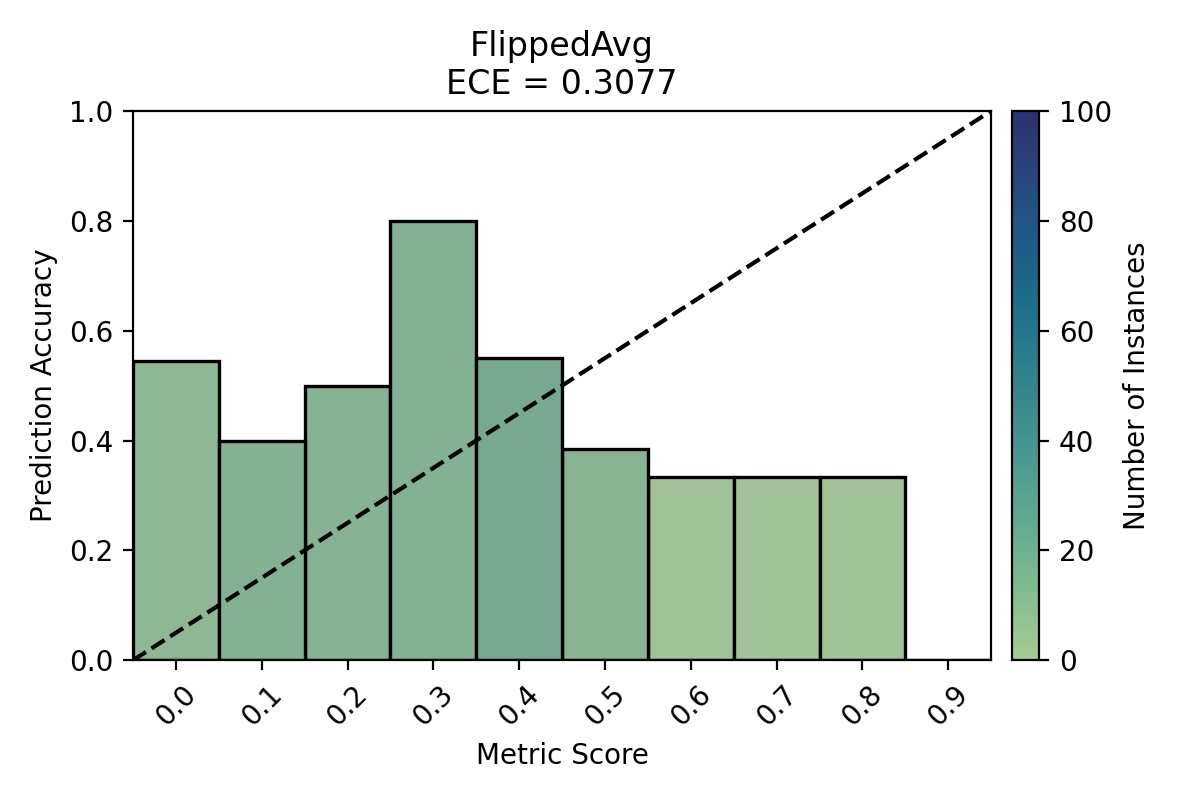 FlippedAvg
ECE = 0.3077
Prediction Accuracy
1.0
0.8
0.6
0.4
0.2
0.0
0.0 0.1 0.2 0.3 0.4 0.5 0.6 0.7 0.8 0.9
Metric Score
100
80
60
40
20
0
Number of Instances